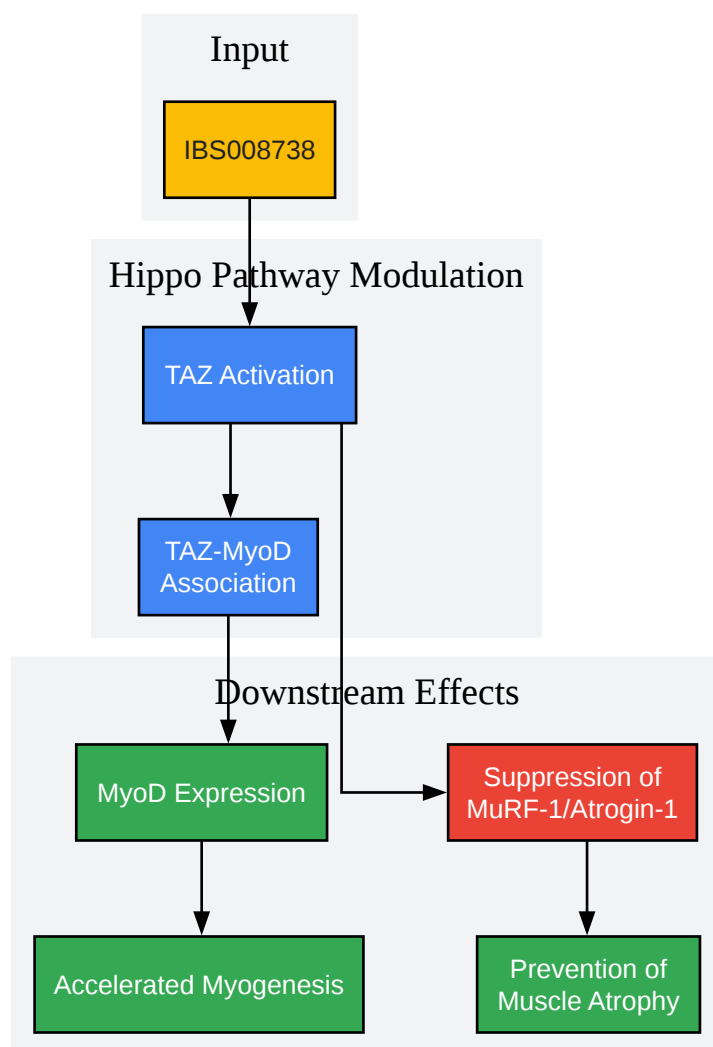 Input
IBS008738
Hippo Pathway Modulation
TAZ Activation
TAZ-MyoD
Association
Downstream Effects
MyoD Expression
Suppression of
MuRF-1/Atrogin-1
Accelerated Myogenesis
Prevention of
Muscle Atrophy